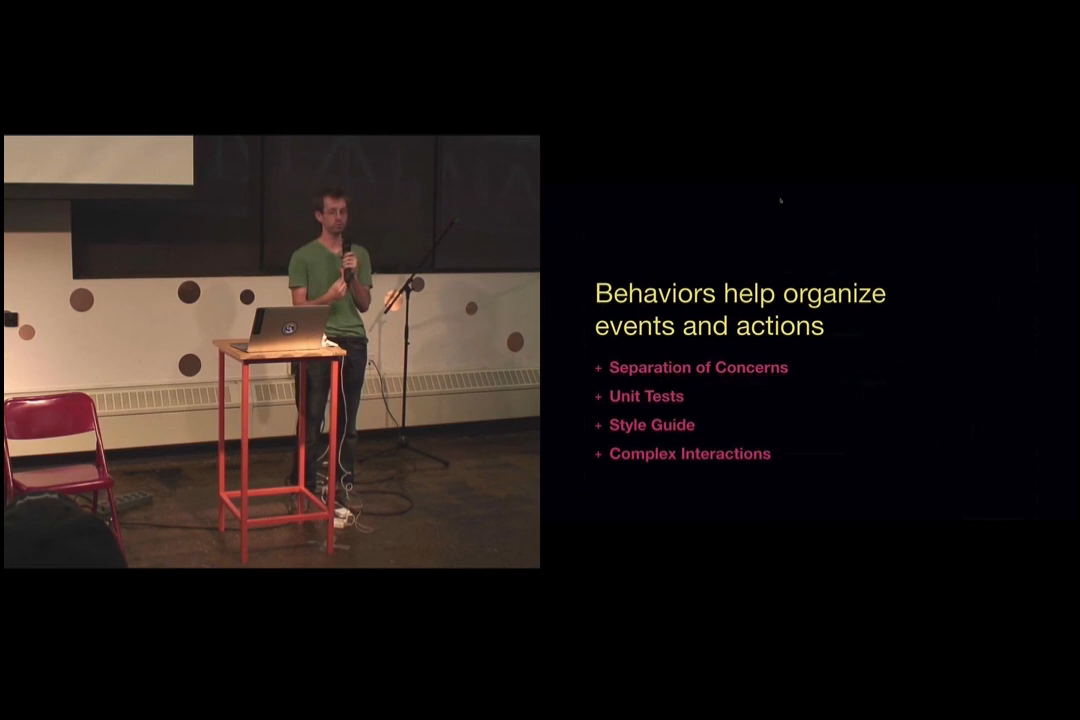 Behaviors help organize
events and actions
+ Separation of Concerns
+ Unit Tests
+ Style Guide
+ Complex Interactions